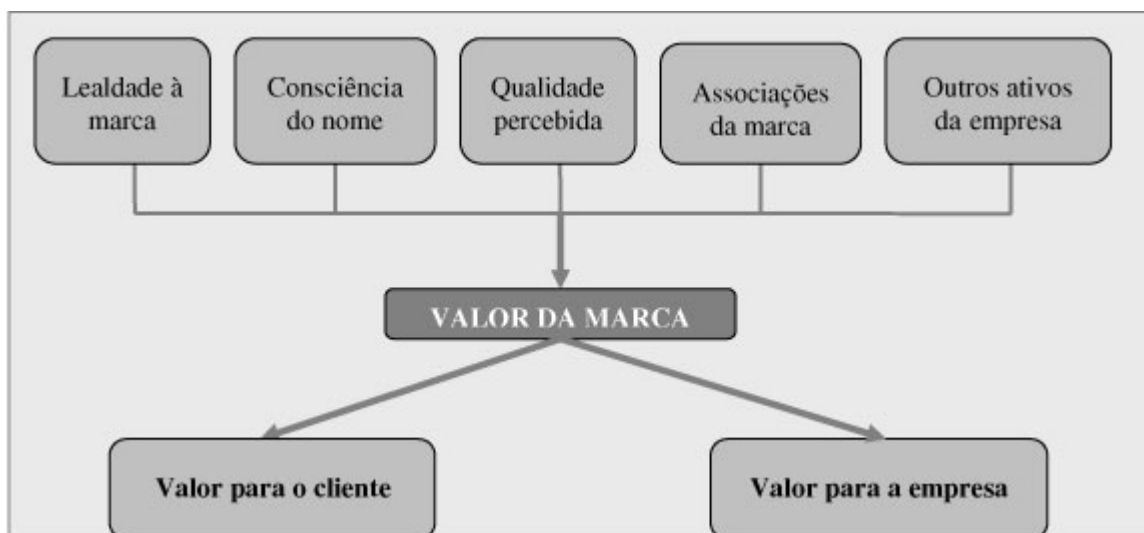 Lealdade à
marca
Consciência
do nome
Qualidade
percebida
Associações
da marca
Outros ativos
da empresa
VALOR DA MARCA
Valor para o cliente
Valor para a empresa